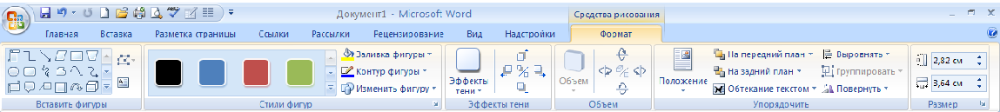 Документ1 - Microsoft Word
Средства рисования
Главная Вставка Разметка страницы Ссылки Рассылки Рецензирование Вид Надстройки Формат
Заливка фигуры
Контур фигуры
Изменить фигуру
Эффекты тени
Объем
Положение
На передний план
На задний план
Обтекание текстом
Выровнять
Группировать
Повернуть
2,82 см
3,64 см
Вставить фигуры Стили фигур Эффекты тени Объем Упорядочить Размер